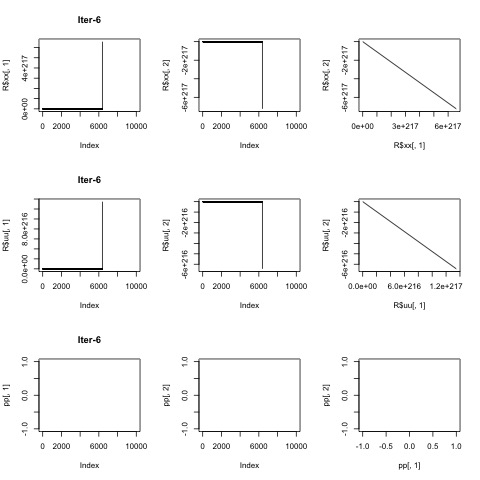 Iter-6
R$xx[, 1]
0e+00 4e+217
0 2000 6000 10000
Index
R$xx[, 2]
-6e+217 -2e+217
0 2000 6000 10000
Index
R$xx[, 2]
-6e+217 -2e+217
0e+00 3e+217 6e+217
R$xx[, 1]
Iter-6
R$uu[, 1]
0.0e+00 8.0e+216
0 2000 6000 10000
Index
R$uu[, 2]
-6e+216 -2e+216
0 2000 6000 10000
Index
R$uu[, 2]
-6e+216 -2e+216
0.0e+00 6.0e+216 1.2e+217
R$uu[, 1]
Iter-6
pp[, 1]
-1.0 0.0 1.0
0 2000 6000 10000
Index
pp[, 2]
-1.0 0.0 1.0
0 2000 6000 10000
Index
pp[, 2]
-1.0 0.0 1.0
-1.0 -0.5 0.0 0.5 1.0
pp[, 1]